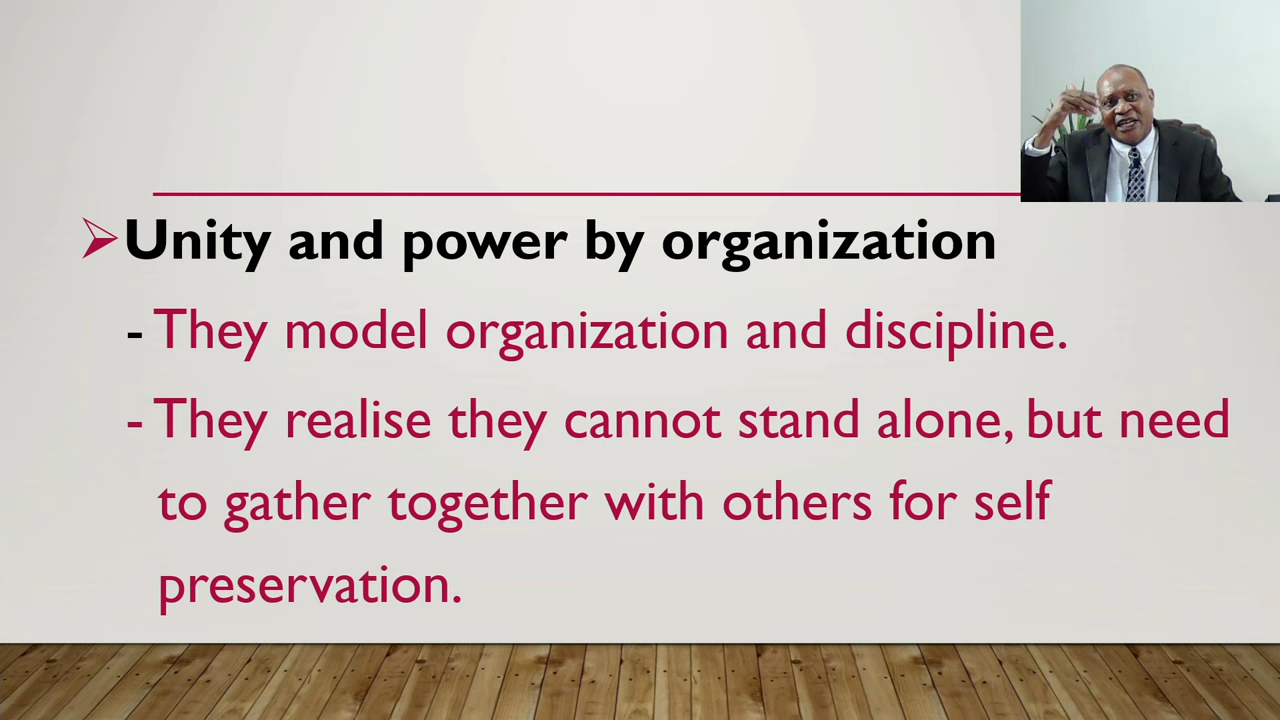 Unity and power by organization
- They model organization and discipline.
- They realise they cannot stand alone, but need
to gather together with others for self
preservation.